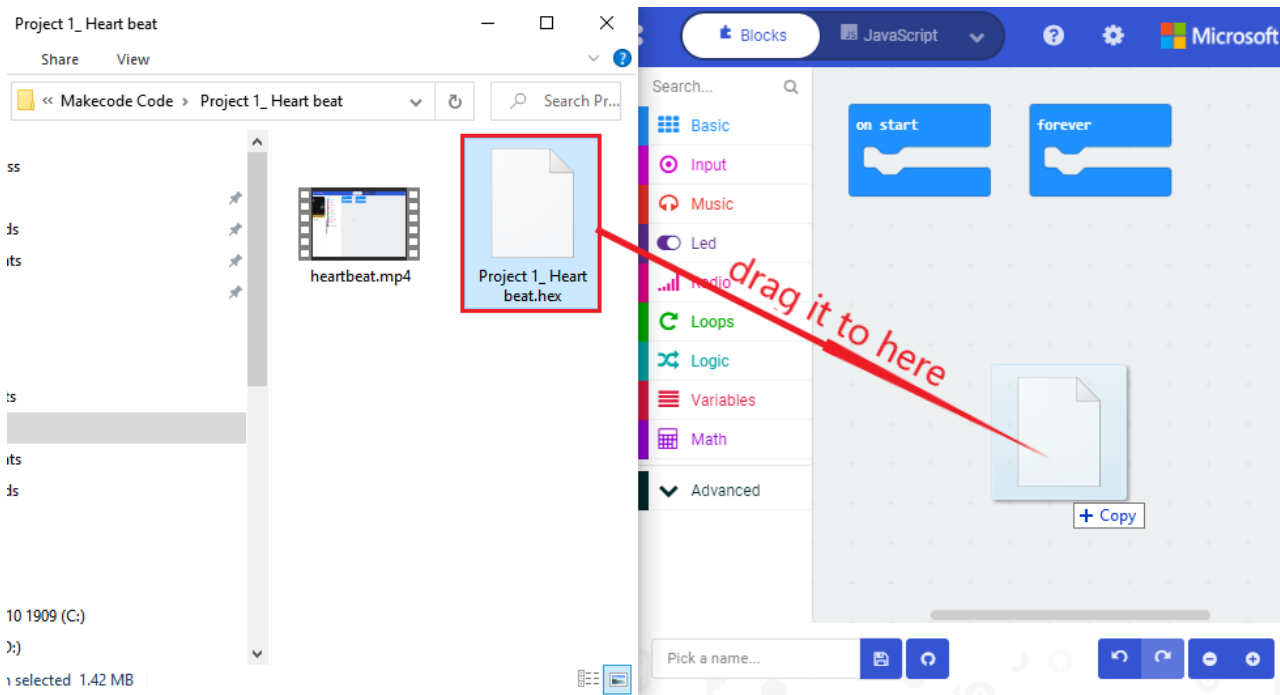 Project 1_ Heart beat
Share View
« Makecode Code > Project 1_ Heart beat
Search Pr...
ss
ds
its
ts
its
ds
10 1909 (C:)
):)
selected 1.42 MB
heartbeat.mp4
Project 1_ Heart
beat.hex
Blocks
JS JavaScript
?
Microsoft
Search...
Basic
Input
Music
Led
Radio
Loops
Logic
Variables
Math
Advanced
on start
forever
drag it to here
+ Copy
Pick a name...